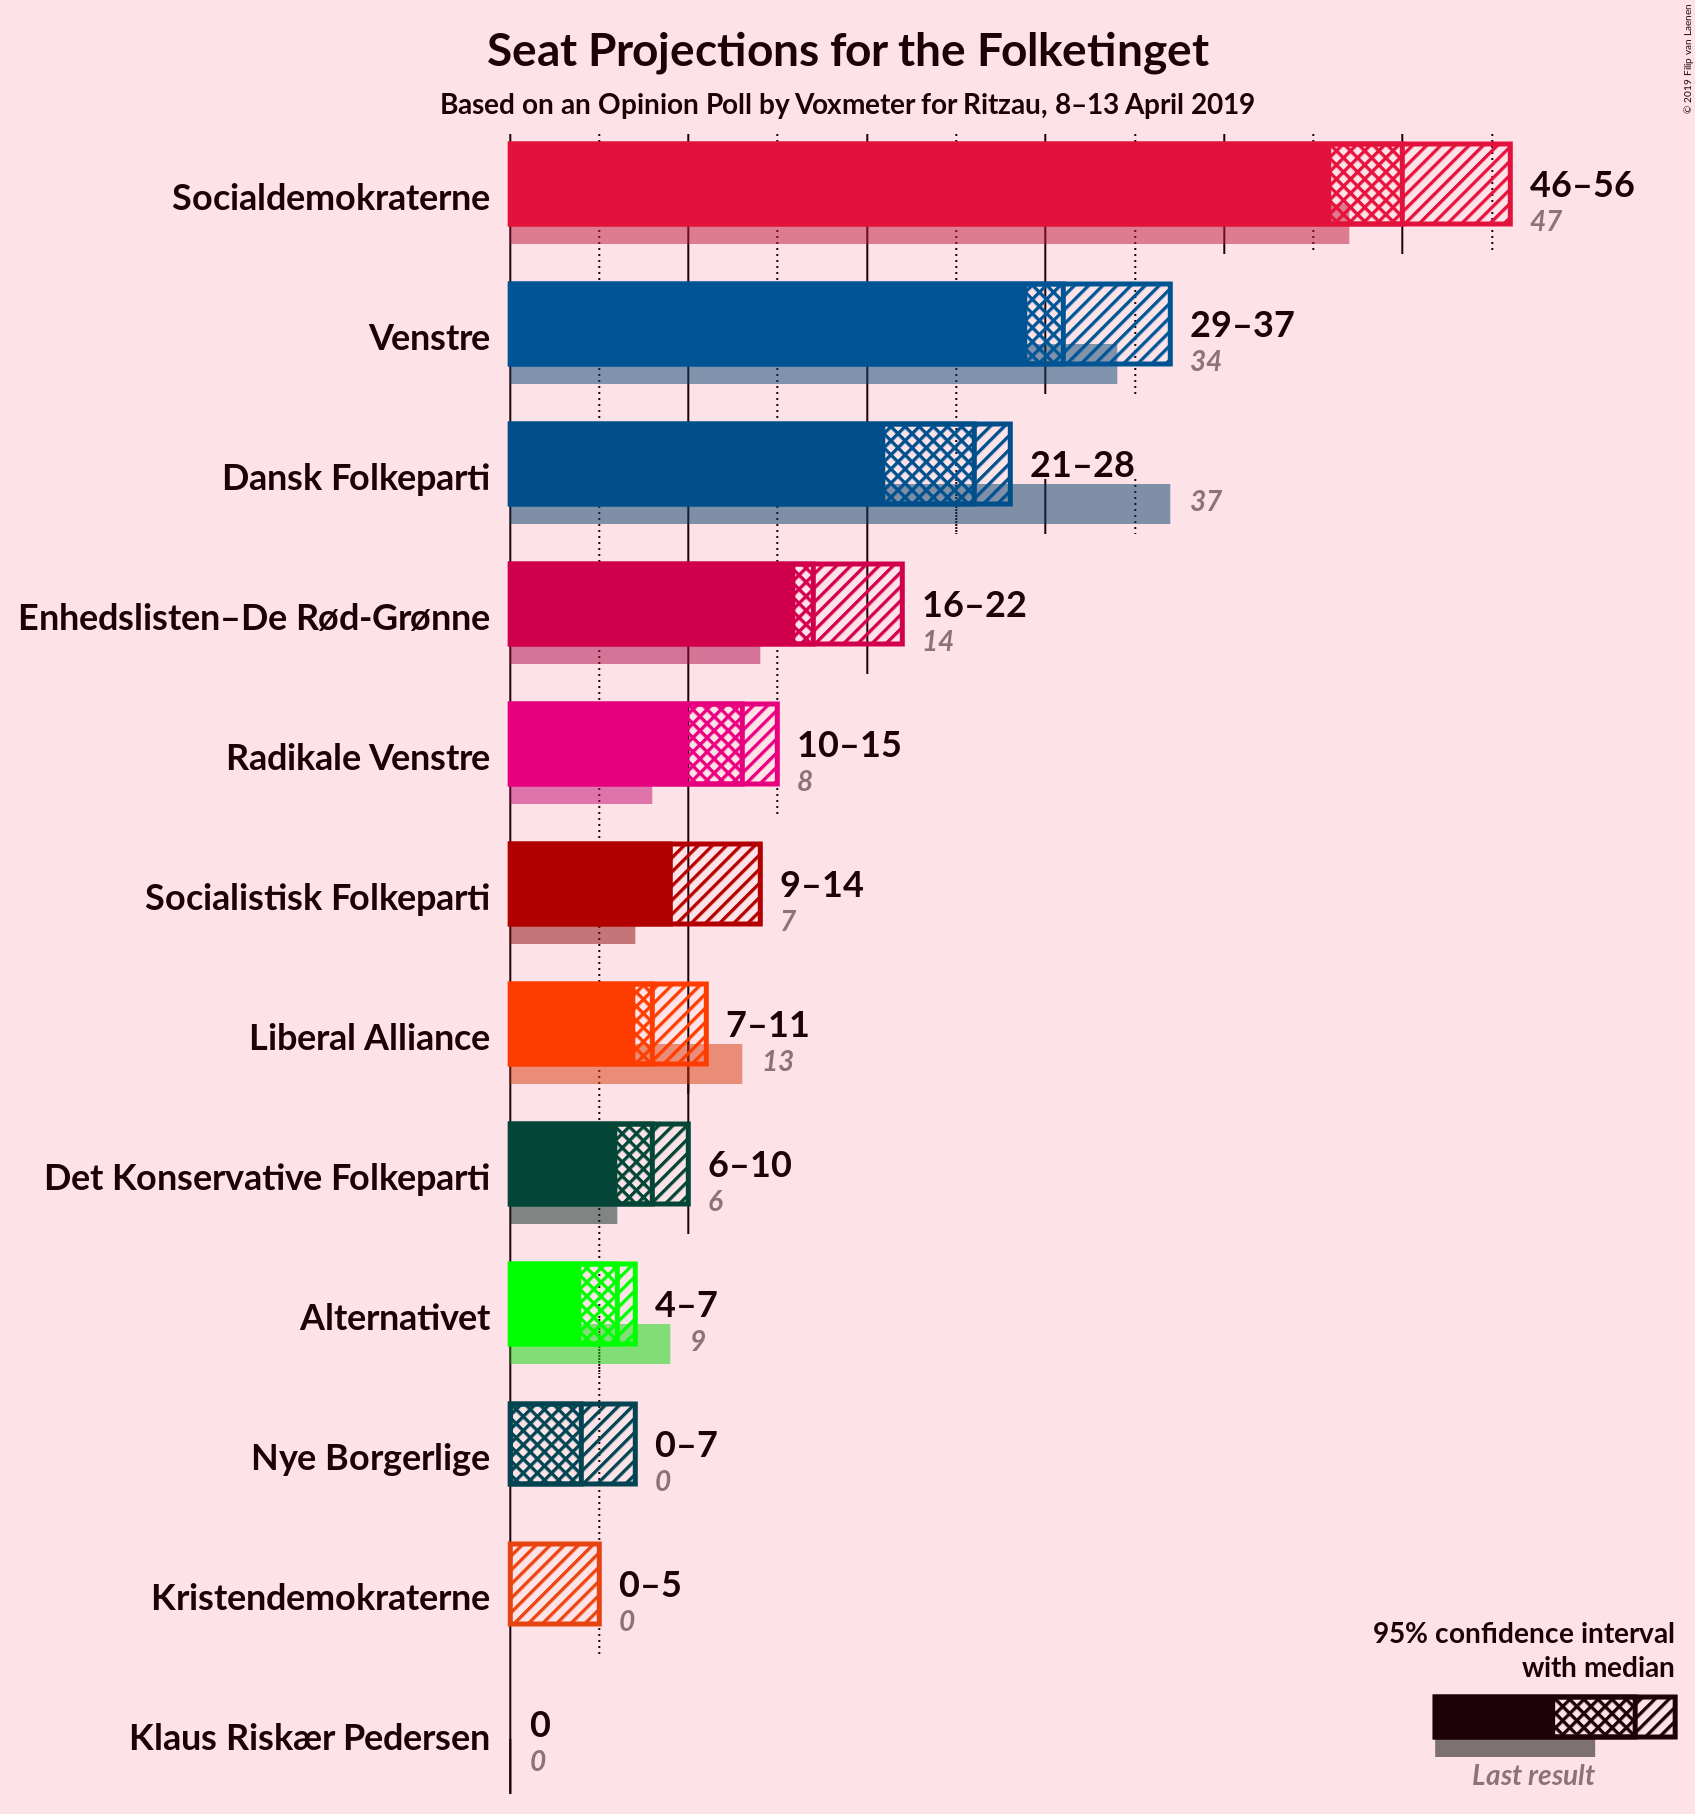 Seat Projections for the Folketinget
Based on an Opinion Poll by Voxmeter for Ritzau, 8–13 April 2019
© 2019 Filip van Laenen
Socialdemokraterne
46–56
47
Venstre
29–37
34
Dansk Folkeparti
21–28
37
Enhedslisten–De Rød-Grønne
16–22
14
Radikale Venstre
10–15
8
Socialistisk Folkeparti
9–14
7
Liberal Alliance
7–11
13
Det Konservative Folkeparti
6–10
6
Alternativet
4–7
9
Nye Borgerlige
0–7
0
Kristendemokraterne
0–5
0
Klaus Riskær Pedersen
0
0
95% confidence interval
with median
Last result